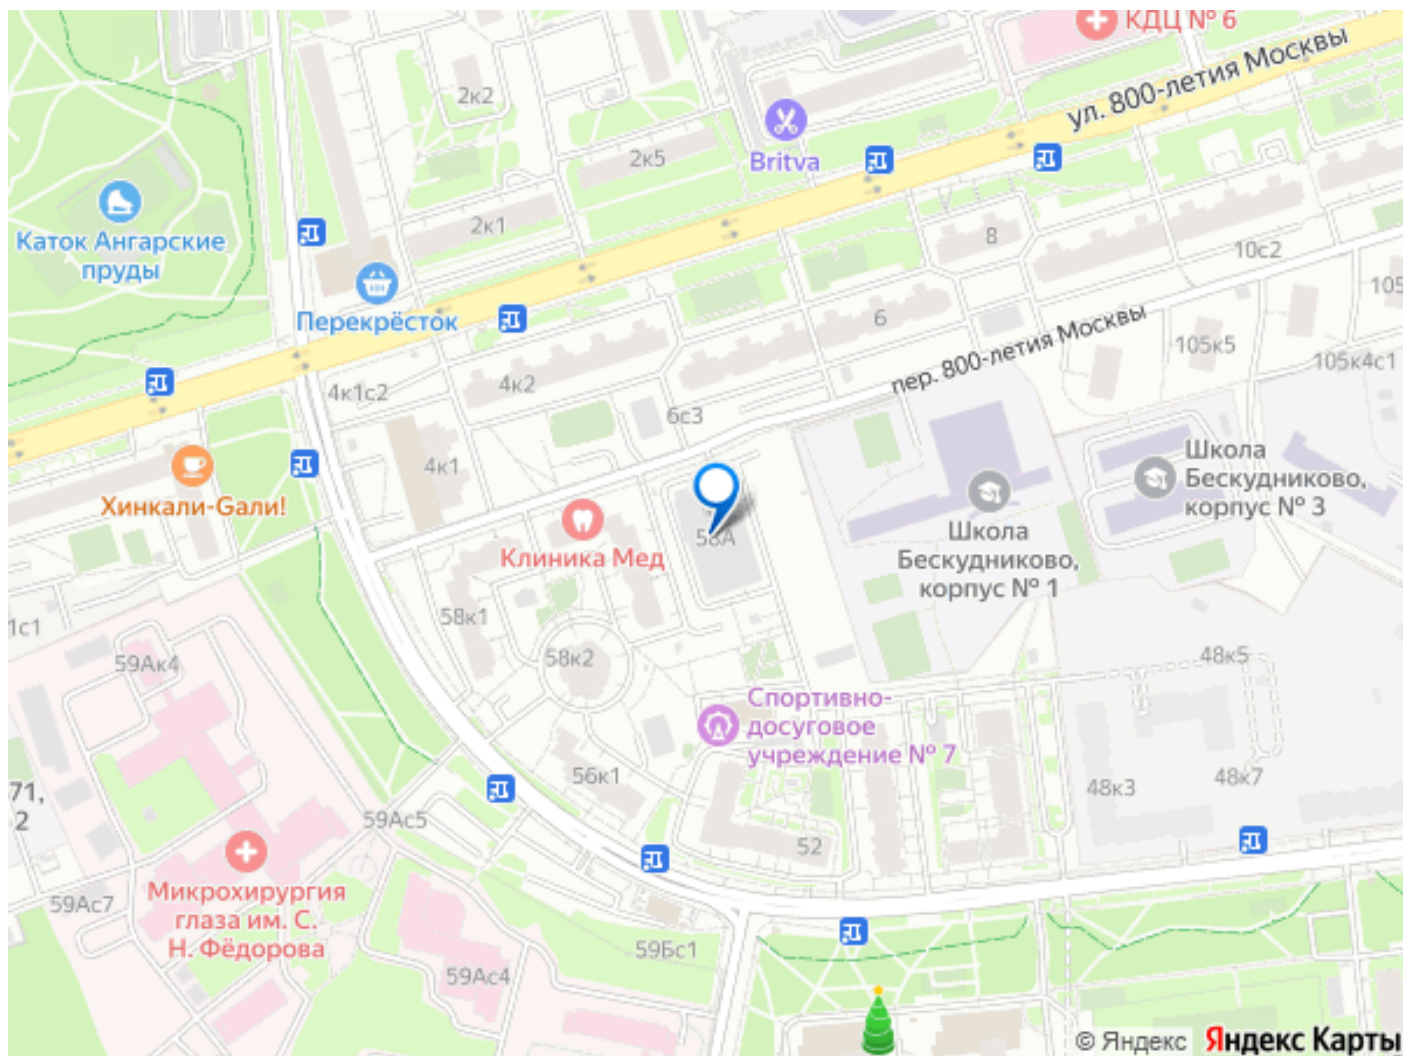 КДЦ № 6
ул. 800-летия Москвы
2к2
Britva
2к5
2к1
Каток Ангарские
пруды
8
10с2
Перекрёсток
6
105
пер. 800-летия Москвы
105к5
105к4с1
4к1с2
4к2
6с3
4к1
Хинкали-Gали!
Школа
Бескудниково,
корпус № 3
Клиника Мед
58А
Школа
Бескудниково,
корпус № 1
58к1
1с1
59Ак4
58к2
48к5
Спортивно-
досуговое
учреждение № 7
56к1
48к3
48к7
71,
2
59Ас5
52
Микрохирургия
глаза им. С.
Н. Фёдорова
59Ас7
59Бс1
59Ас4
© Яндекс Яндекс Карты